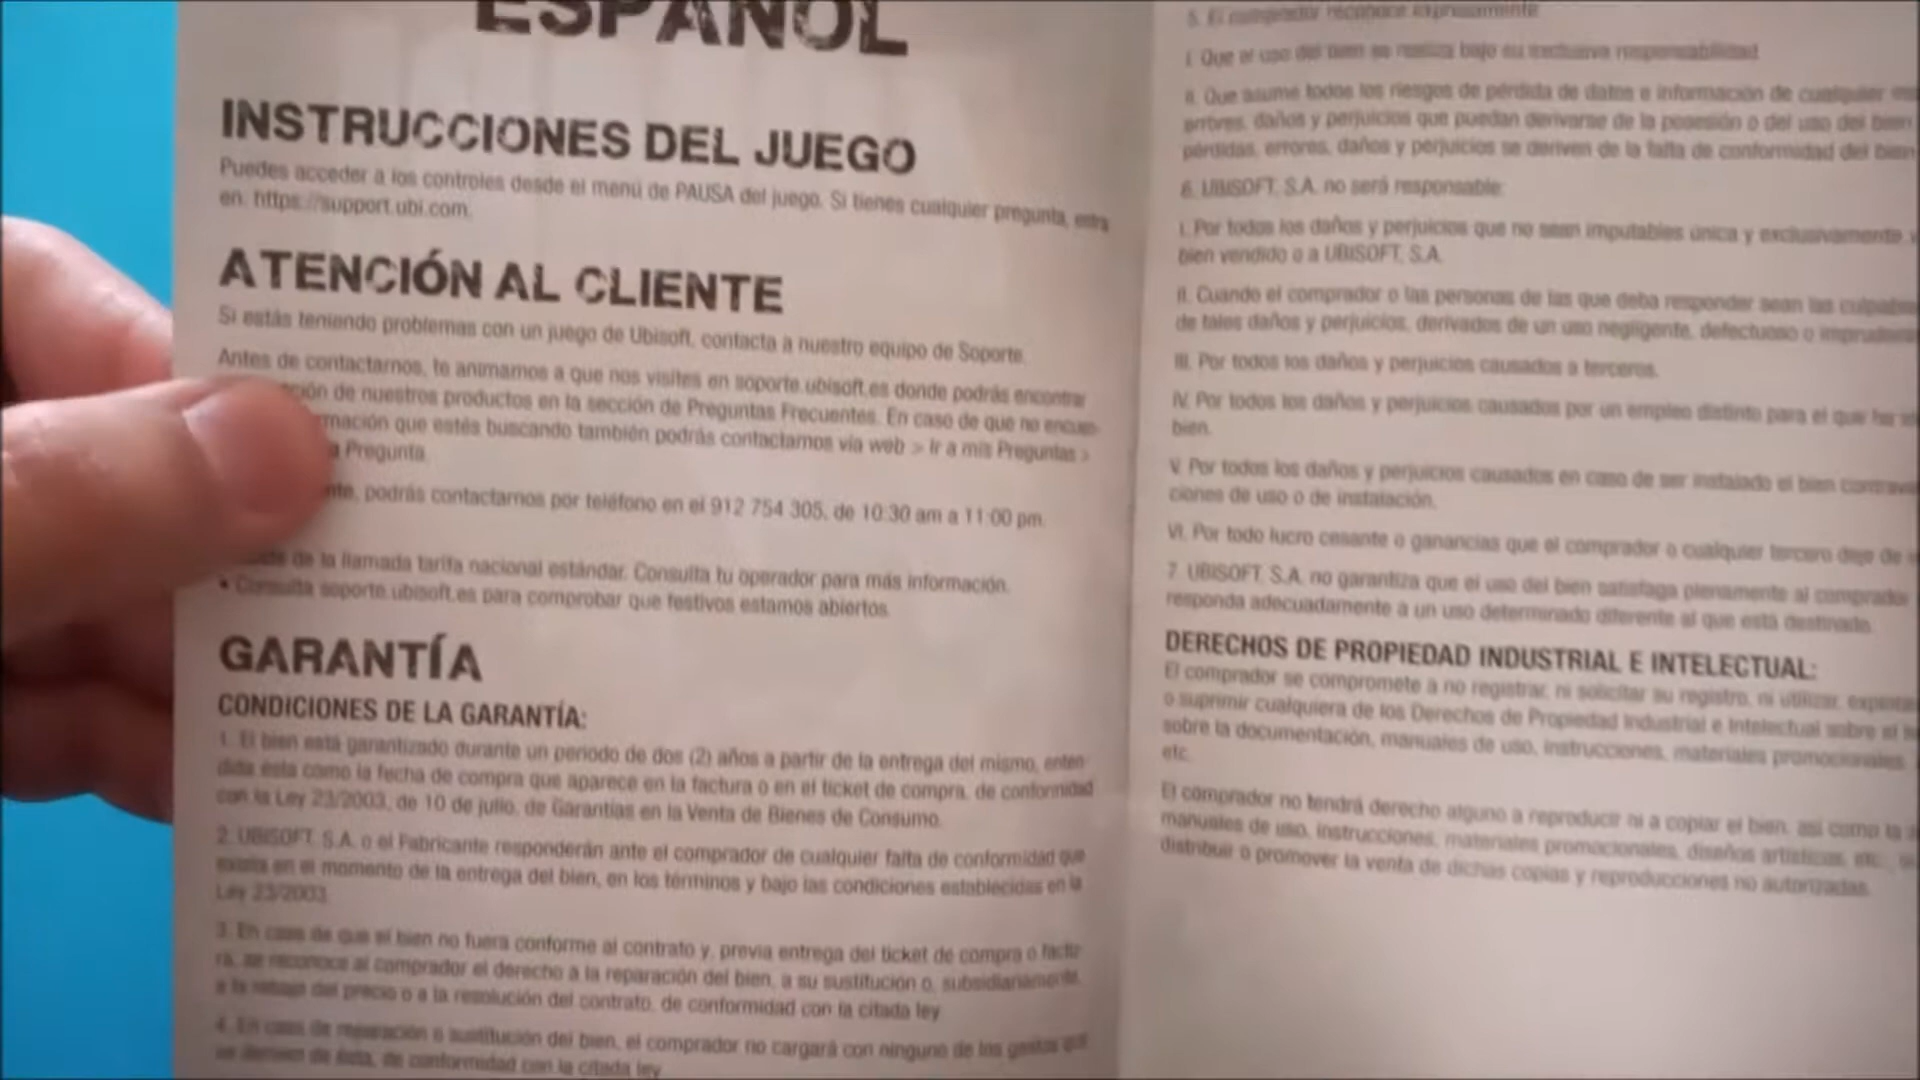 ESPAÑOL
INSTRUCCIONES DEL JUEGO
Puedes acceder a los controles desde el menú de PAUSA del juego. Si tienes cualquier pregunta, entra
en: https://support.ubi.com.
ATENCIÓN AL CLIENTE
Si estás teniendo problemas con un juego de Ubisoft, contacta a nuestro equipo de Soporte.
Antes de contactarnos, te animamos a que nos visites en soporte.ubisoft.es donde podrás encontrar
ción de nuestros productos en la sección de Preguntas Frecuentes. En caso de que no encuen-
rmación que estés buscando también podrás contactarnos vía web > Ir a mis Preguntas >
a Pregunta.
nte, podrás contactarnos por teléfono en el 912 754 305, de 10:30 am a 11:00 pm.
de la llamada tarifa nacional estándar. Consulta tu operador para más información.
• Consulta soporte.ubisoft.es para comprobar que festivos estamos abiertos.
GARANTÍA
CONDICIONES DE LA GARANTÍA:
1. El bien está garantizado durante un periodo de dos (2) años a partir de la entrega del mismo, enten-
dida esta como la fecha de compra que aparece en la factura o en el ticket de compra, de conformidad
con la Ley 23/2003, de 10 de julio, de Garantías en la Venta de Bienes de Consumo.
2. UBISOFT, S.A. o el Fabricante responderán ante el comprador de cualquier falta de conformidad que
exista en el momento de la entrega del bien, en los términos y bajo las condiciones establecidas en la
Ley 23/2003.
3. En caso de que el bien no fuera conforme al contrato y, previa entrega del ticket de compra o factu-
ra, se reconoce al comprador el derecho a la reparación del bien, a su sustitución o, subsidiariamente,
a la rebaja del precio o a la resolución del contrato, de conformidad con la citada ley
4. En caso de reparación o sustitución del bien, el comprador no cargará con ninguno de los gastos que
se deriven de ésta, de conformidad con la citada ley
5. El comprador reconoce expresamente
I. Que el uso del bien se realiza bajo su exclusiva responsabilidad
II. Que asume todos los riesgos de pérdida de datos e información de cualquier
errores, daños y perjuicios que puedan derivarse de la posesión o del uso del bien
pérdidas, errores, daños y perjuicios se deriven de la falta de conformidad del bien
6. UBISOFT, S.A. no será responsable:
I. Por todos los daños y perjuicios que no sean imputables única y exclusivamente
bien vendido o a UBISOFT, S.A.
II. Cuando el comprador o las personas de las que deba responder sean las culpables
de tales daños y perjuicios, derivados de un uso negligente, defectuoso o imprudente
III. Por todos los daños y perjuicios causados a terceros.
IV. Por todos los daños y perjuicios causados por un empleo distinto para el que ha
bien.
V. Por todos los daños y perjuicios causados en caso de ser instalado el bien
ciones de uso o de instalación.
VI. Por todo lucro cesante o ganancias que el comprador o cualquier tercero deje de
7. UBISOFT, S.A. no garantiza que el uso del bien satisfaga plenamente al comprador
responda adecuadamente a un uso determinado diferente al que está destinado.
DERECHOS DE PROPIEDAD INDUSTRIAL E INTELECTUAL:
El comprador se compromete a no registrar, ni solicitar su registro, ni utilizar,
o suprimir cualquiera de los Derechos de Propiedad Industrial e Intelectual sobre el
sobre la documentación, manuales de uso, instrucciones, materiales promocionales,
etc.
El comprador no tendrá derecho alguno a reproducir ni a copiar el bien, así como la
manuales de uso, instrucciones, materiales promocionales, diseños artísticos, etc.,
distribuir o promover la venta de dichas copias y reproducciones no autorizadas.